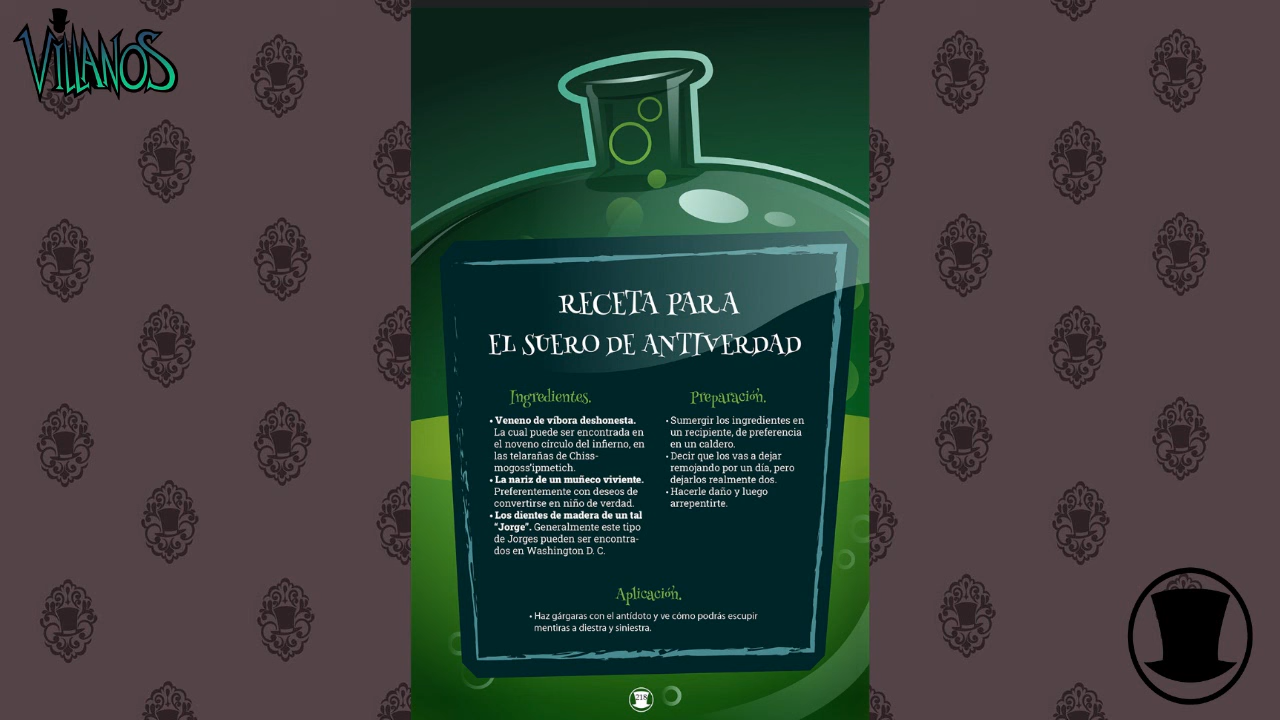 VILLANOS
RECETA PARA
EL SUERO DE ANTIVERDAD
Ingredientes.
• Veneno de víbora deshonesta.
La cual puede ser encontrada en
el noveno círculo del infierno, en
las telarañas de Chiss-
mogoss'ipmetich.
• La nariz de un muñeco viviente.
Preferentemente con deseos de
convertirse en niño de verdad.
• Los dientes de madera de un tal
"Jorge". Generalmente este tipo
de Jorges pueden ser encontra-
dos en Washington D. C.
Preparación.
• Sumergir los ingredientes en
un recipiente, de preferencia
en un caldero.
• Decir que los vas a dejar
remojando por un día, pero
dejarlos realmente dos.
• Hacerle daño y luego
arrepentirte.
Aplicación.
• Haz gárgaras con el antídoto y ve cómo podrás escupir
mentiras a diestra y siniestra.
218